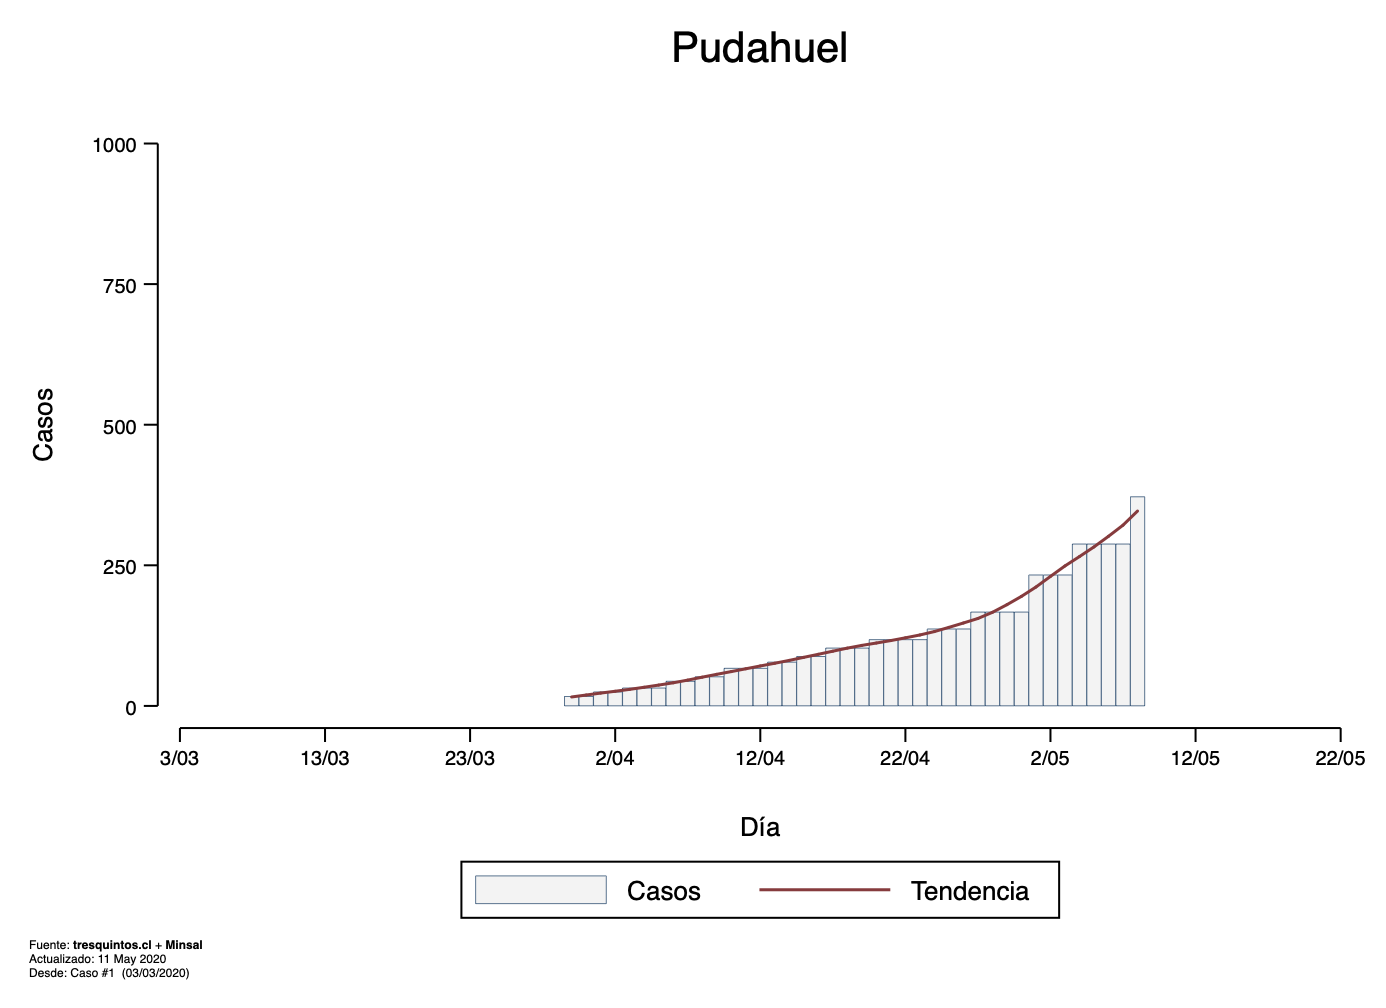 Pudahuel
1000
750
500
250
0
Casos
3/03
13/03
23/03
2/04
12/04
22/04
2/05
12/05
22/05
Día
Casos
Tendencia
Fuente: tresquintos.cl + Minsal
Actualizado: 11 May 2020
Desde: Caso #1 (03/03/2020)